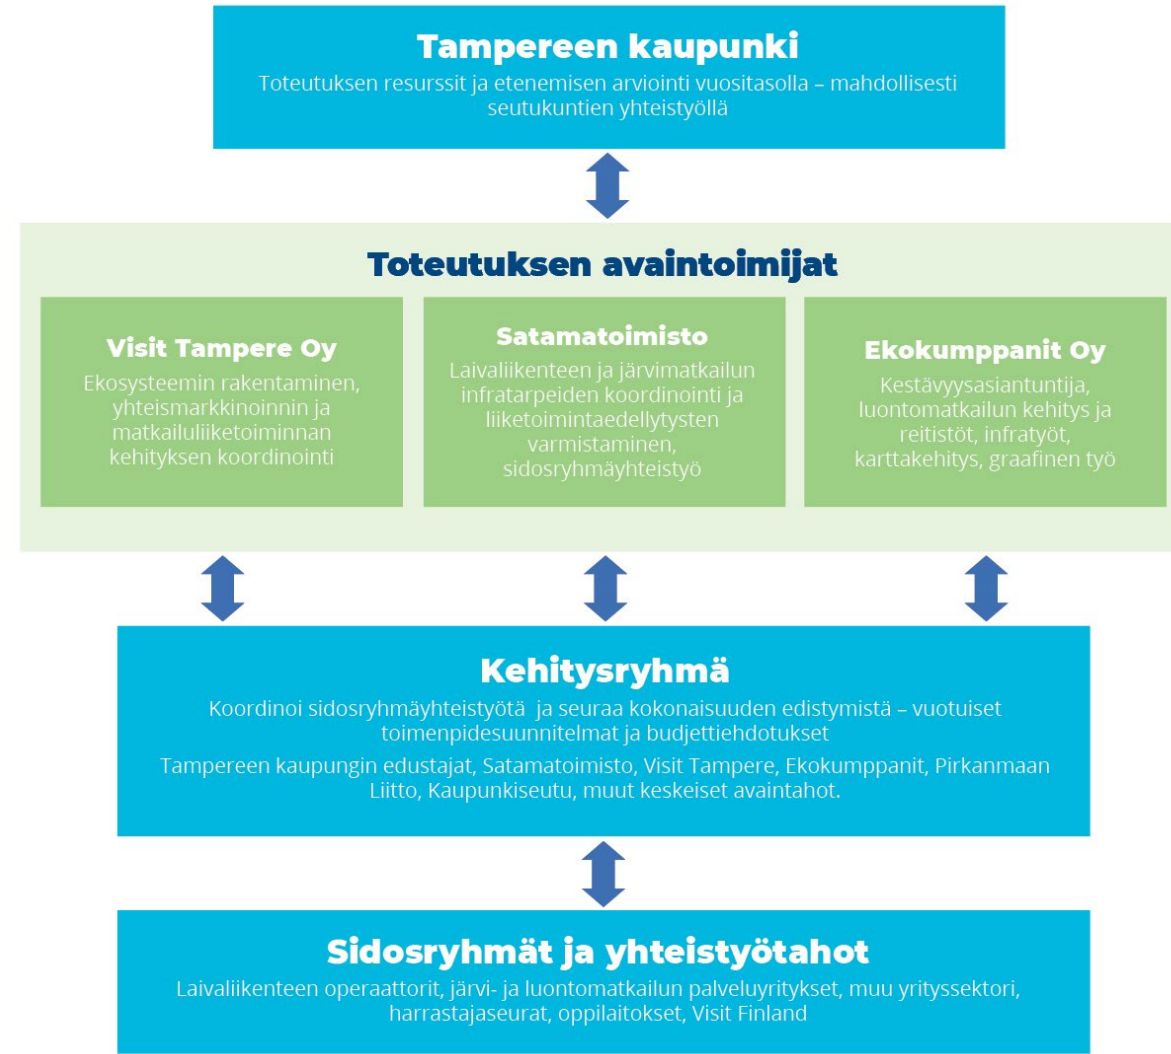 Tampereen kaupunki
Toteutuksen resurssit ja etenemisen arviointi vuositasolla – mahdollisesti
seutukuntien yhteistyöllä
Toteutuksen avaintoimijat
Visit Tampere Oy
Ekosysteemin rakentaminen,
yhteismarkkinoinnin ja
matkailuliiketoiminnan
kehityksen koordinointi
Satamatoimisto
Laivaliikenteen ja järvimatkailun
infratarpeiden koordinointi ja
liiketoimintaedellytysten
varmistaminen,
sidosryhmäyhteistyö
Ekokumppanit Oy
Kestävyysasiantuntija,
luontomatkailun kehitys ja
reitistöt, infratyöt,
karttakehitys, graafinen työ
Kehitysryhmä
Koordinoi sidosryhmäyhteistyötä ja seuraa kokonaisuuden edistymistä – vuotuiset
toimenpidesuunnitelmat ja budjettiehdotukset
Tampereen kaupungin edustajat, Satamatoimisto, Visit Tampere, Ekokumppanit, Pirkanmaan
Liitto, Kaupunkiseutu, muut keskeiset avaintahot.
Sidosryhmät ja yhteistyötahot
Laivaliikenteen operaattorit, järvi- ja luontomatkailun palveluyritykset, muu yrityssektori,
harrastajaseurat, oppilaitokset, Visit Finland